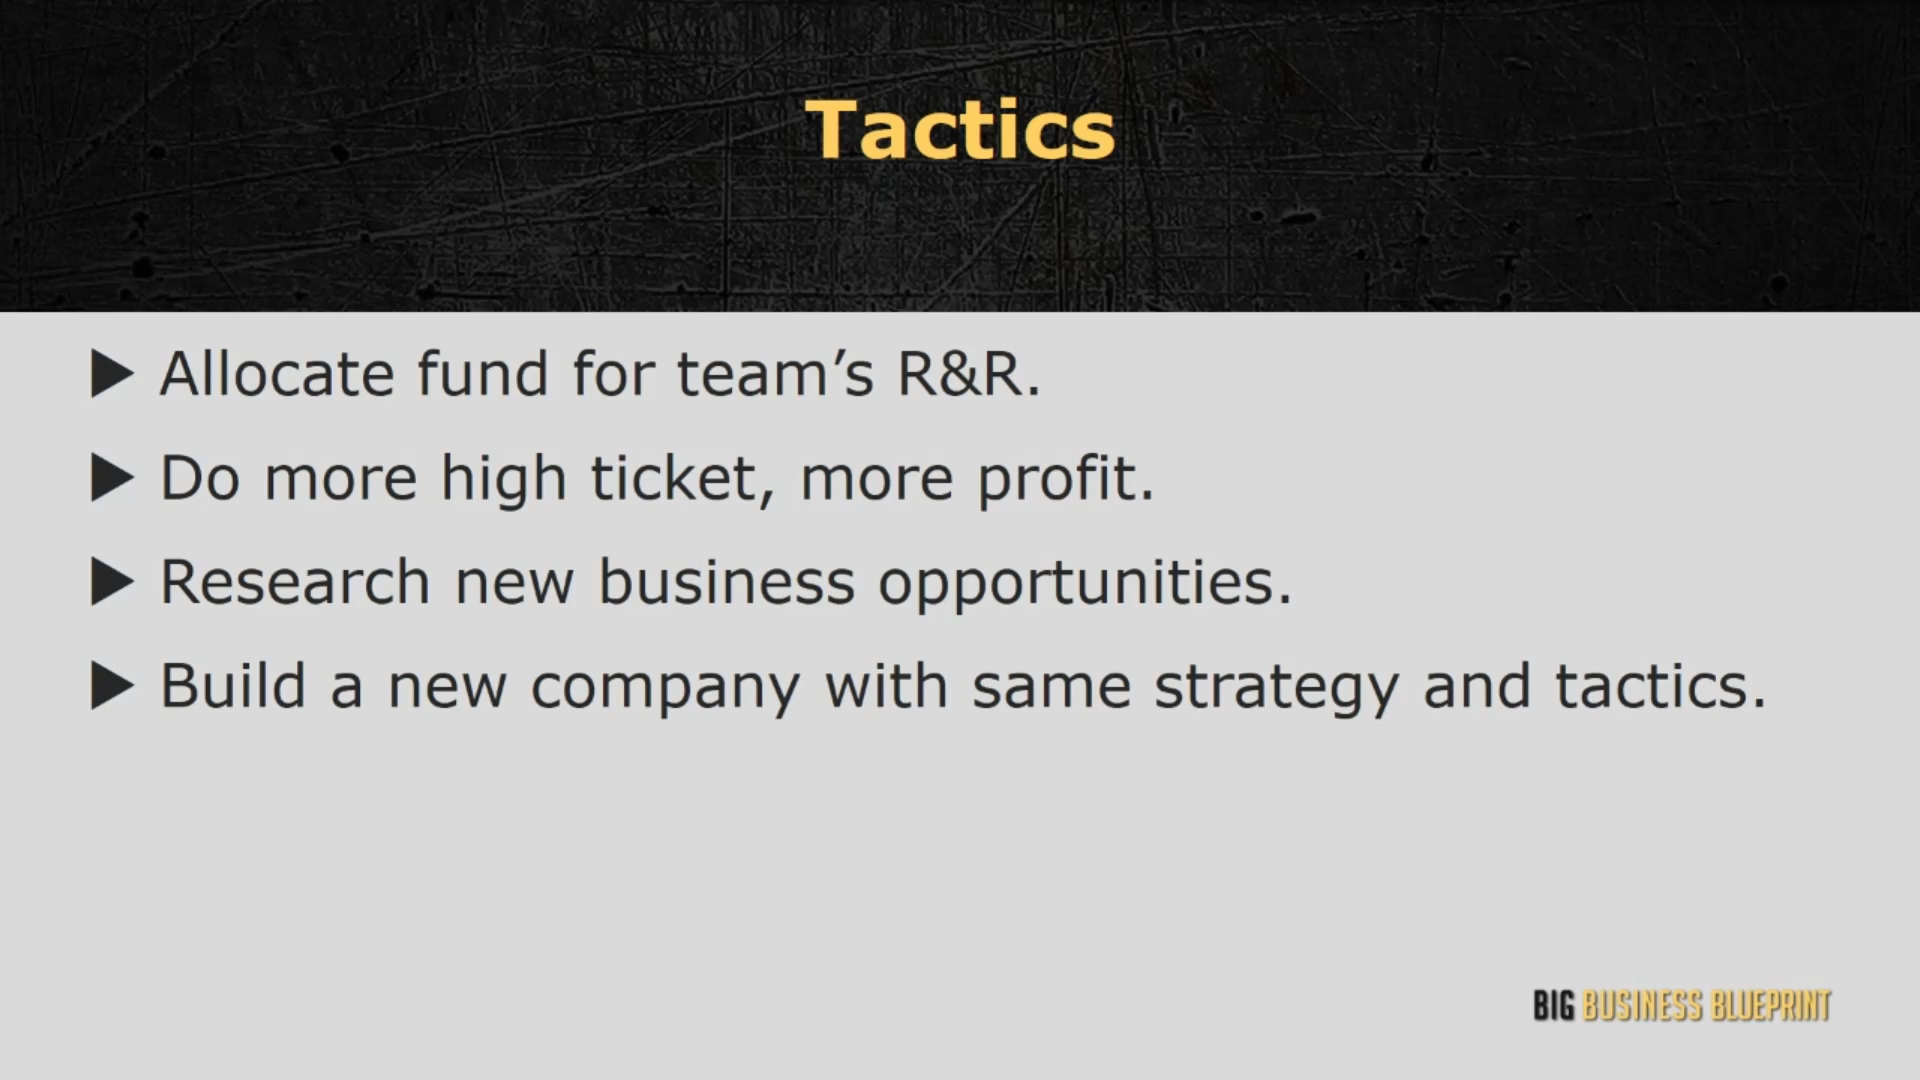 Tactics
▶ Allocate fund for team’s R&R.
▶ Do more high ticket, more profit.
▶ Research new business opportunities.
▶ Build a new company with same strategy and tactics.
BIG BUSINESS BLUEPRINT